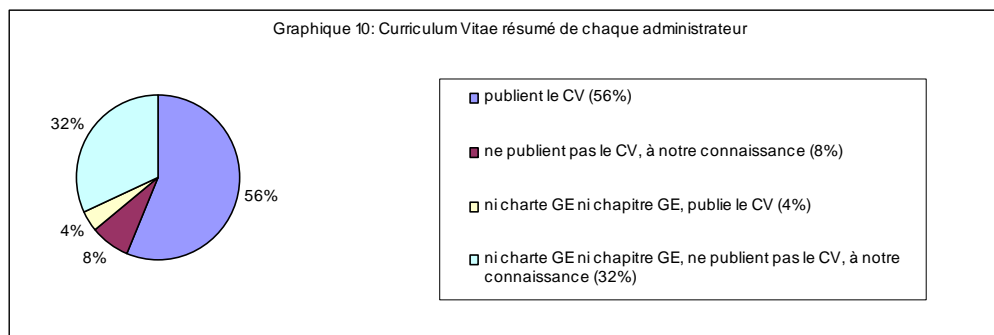 Graphique 10: Curriculum Vitae résumé de chaque administrateur
32%
4%
8%
56%
publient le CV (56%)
ne publient pas le CV, à notre connaissance (8%)
ni charte GE ni chapitre GE, publie le CV (4%)
ni charte GE ni chapitre GE, ne publient pas le CV, à notre
connaissance (32%)